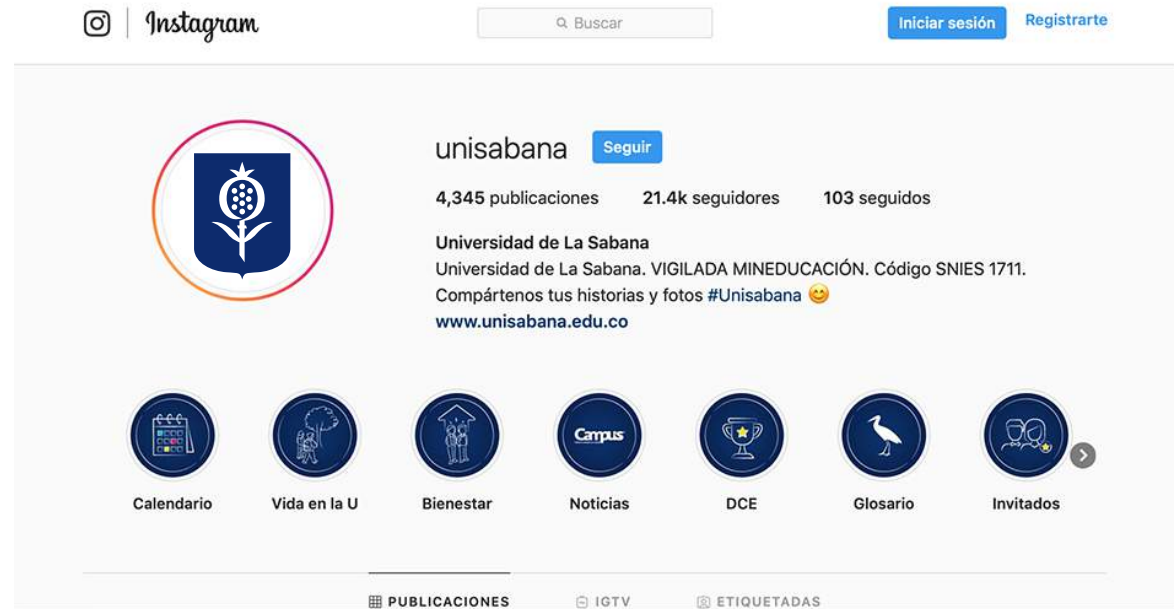 Instagram
Buscar
Iniciar sesión
Registrarte
unisabana Seguir
4,345 publicaciones 21.4k seguidores 103 seguidos
Universidad de La Sabana
Universidad de La Sabana. VIGILADA MINEDUCACIÓN. Código SNIES 1711.
Compártenos tus historias y fotos #Unisabana 😊
www.unisabana.edu.co
Campus
Calendario Vida en la U Bienestar Noticias DCE Glosario Invitados
PUBLICACIONES IGTV ETIQUETADAS